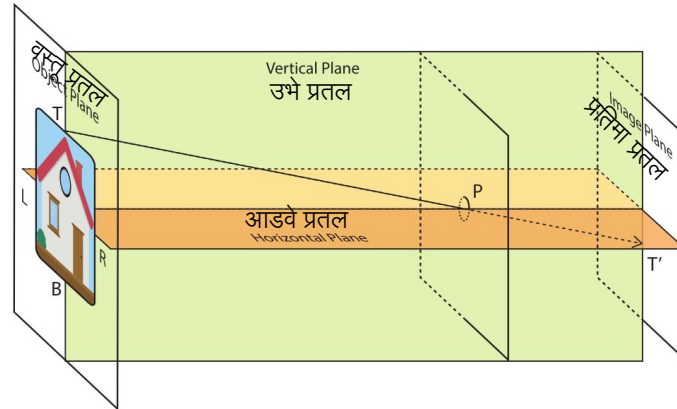 वस्तू प्रतल
Object Plane
T
Vertical Plane
उभे प्रतल
Image Plane
प्रतिमा प्रतल
L
P
आडवे प्रतल
Horizontal Plane
R
T’
B